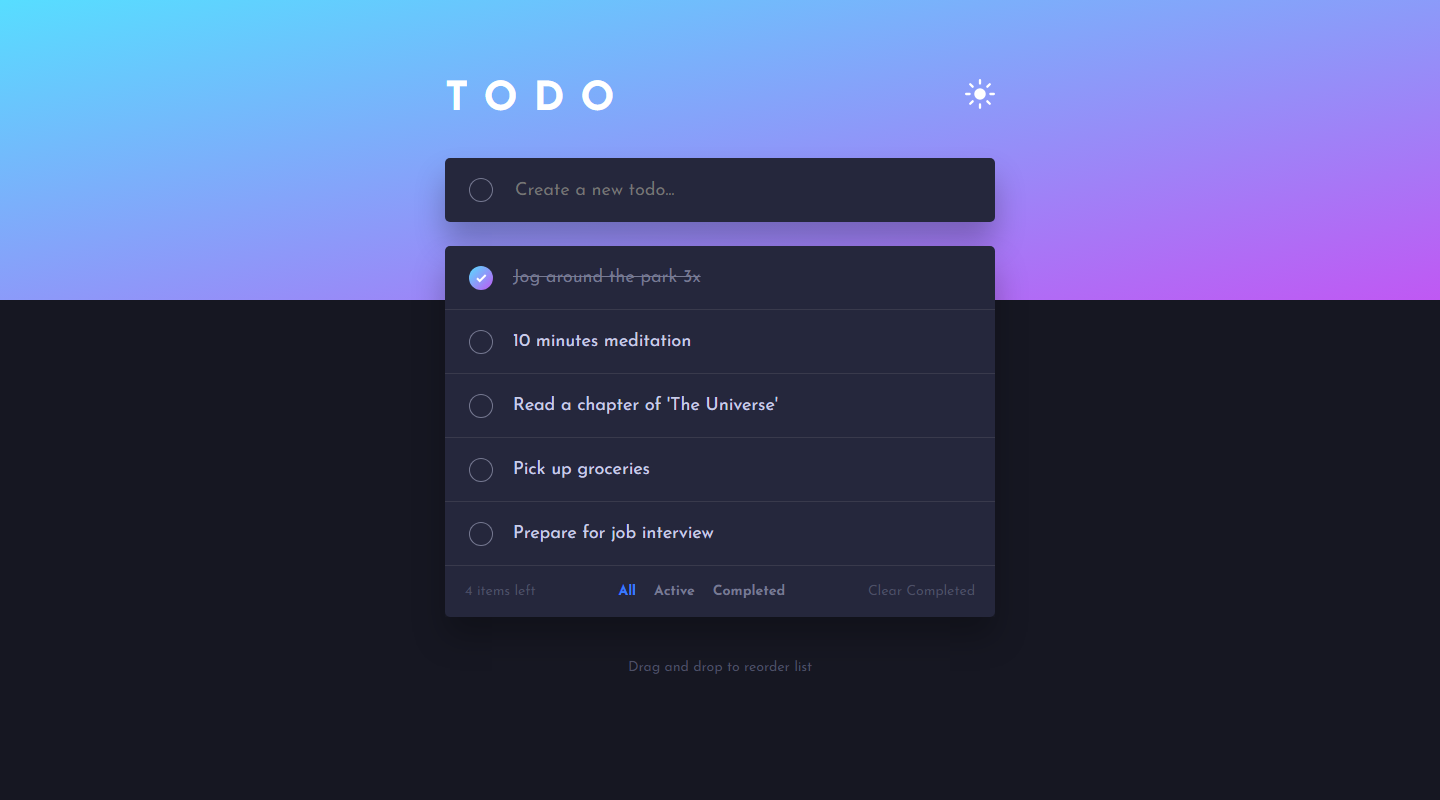 TODO
Create a new todo...
Jog around the park 3x
10 minutes meditation
Read a chapter of 'The Universe'
Pick up groceries
Prepare for job interview
4 items left All Active Completed Clear Completed
Drag and drop to reorder list